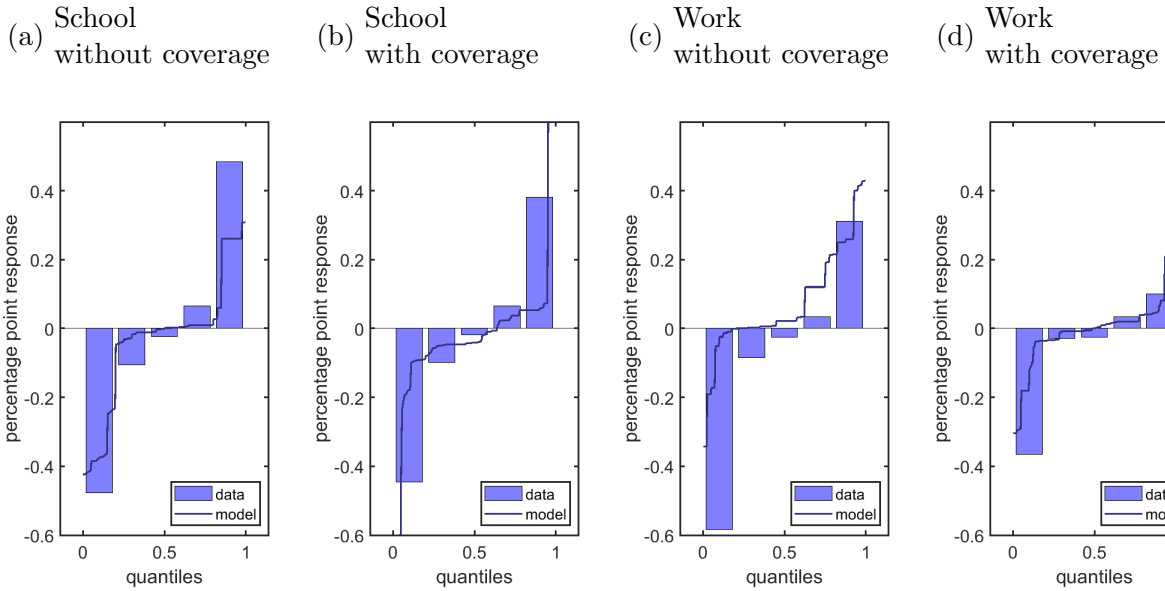 (a) School without coverage
(b) School with coverage
(c) Work without coverage
(d) Work with coverage
percentage point response
0.4
0.2
0
-0.2
-0.4
-0.6
0 0.5 1
quantiles
data
model
percentage point response
0.4
0.2
0
-0.2
-0.4
-0.6
0 0.5 1
quantiles
data
model
percentage point response
0.4
0.2
0
-0.2
-0.4
-0.6
0 0.5 1
quantiles
data
model
percentage point response
0.4
0.2
0
-0.2
-0.4
-0.6
0 0.5
quantiles
data